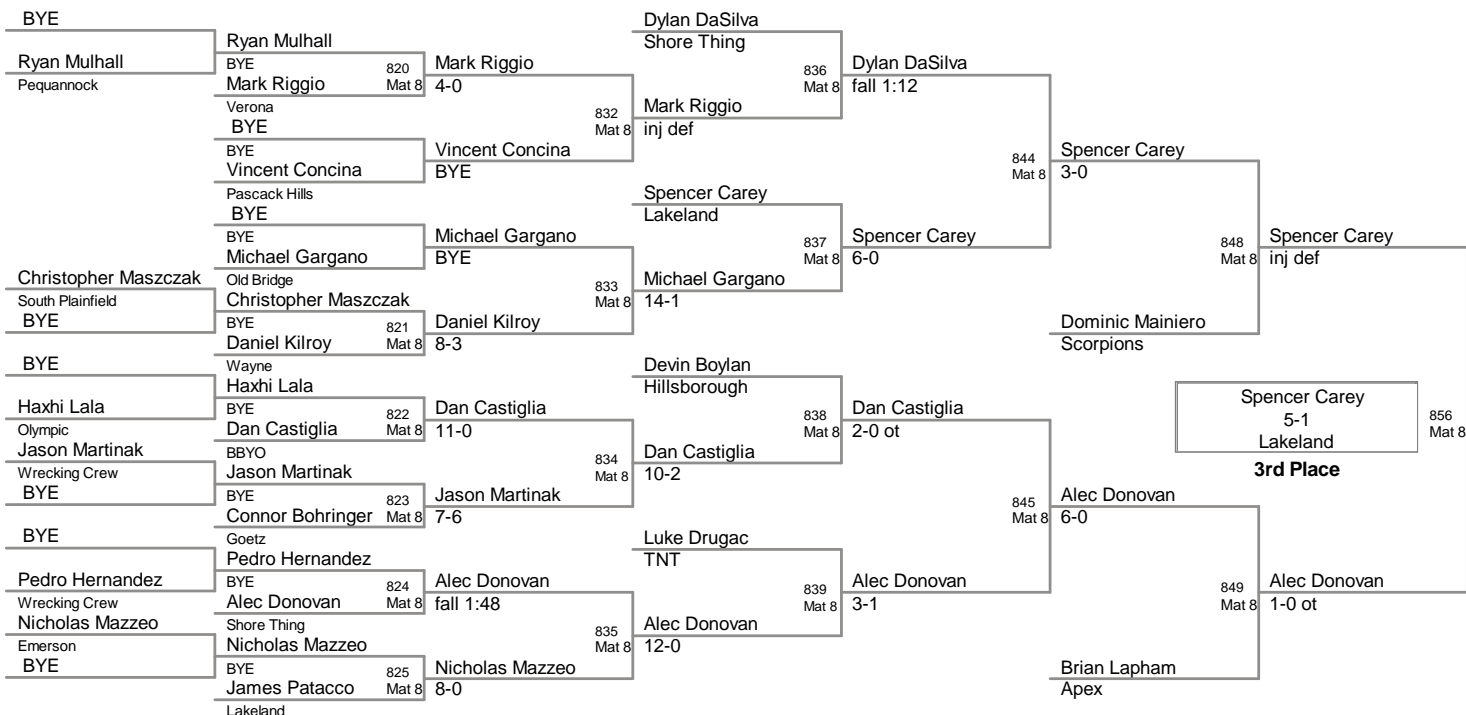 BYE
Ryan Mulhall
Pequannock
Christopher Maszczak
South Plainfield
BYE
BYE
Haxhi Lala
Olympic
Jason Martinak
Wrecking Crew
BYE
BYE
Pedro Hernandez
Wrecking Crew
Nicholas Mazzeo
Emerson
BYE
Ryan Mulhall
BYE
820
Mark Riggio
Mat 8
Verona
BYE
BYE
Vincent Concina
Pascack Hills
BYE
BYE
Michael Gargano
Old Bridge
Christopher Maszczak
BYE
821
Daniel Kilroy
Mat 8
Wayne
Haxhi Lala
BYE
822
Dan Castiglia
Mat 8
BBYO
Jason Martinak
BYE
823
Connor Bohringer
Mat 8
Goetz
Pedro Hernandez
BYE
824
Alec Donovan
Mat 8
Shore Thing
Nicholas Mazzeo
BYE
825
James Patacco
Mat 8
Lakeland
Mark Riggio
4-0
832
Mat 8
Vincent Concina
BYE
Michael Gargano
BYE
833
Mat 8
Daniel Kilroy
8-3
Dan Castiglia
11-0
834
Mat 8
Jason Martinak
7-6
Alec Donovan
fall 1:48
835
Mat 8
Nicholas Mazzeo
8-0
Dylan DaSilva
Shore Thing
836
Mat 8
Mark Riggio
inj def
Spencer Carey
Lakeland
837
Mat 8
Michael Gargano
14-1
Devin Boylan
Hillsborough
838
Mat 8
Dan Castiglia
10-2
Luke Drugac
TNT
839
Mat 8
Alec Donovan
12-0
Dylan DaSilva
fall 1:12
844
Mat 8
Spencer Carey
6-0
Dan Castiglia
2-0 ot
845
Mat 8
Alec Donovan
3-1
Spencer Carey
3-0
848
Mat 8
Dominic Mainiero
Scorpions
Alec Donovan
6-0
849
Mat 8
Brian Lapham
Apex
Spencer Carey
inj def
Spencer Carey
5-1
Lakeland
3rd Place
856
Mat 8
Alec Donovan
1-0 ot